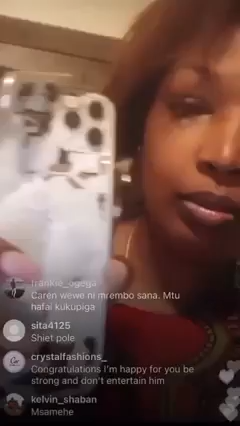 frankie_ogega
Caren wewe ni mrembo sana. Mtu
hafai kukupiga
sita4125
Shiet pole
crystalfashions_
Congratulations I'm happy for you be
strong and don't entertain him
kelvin_shaban
Msamehe